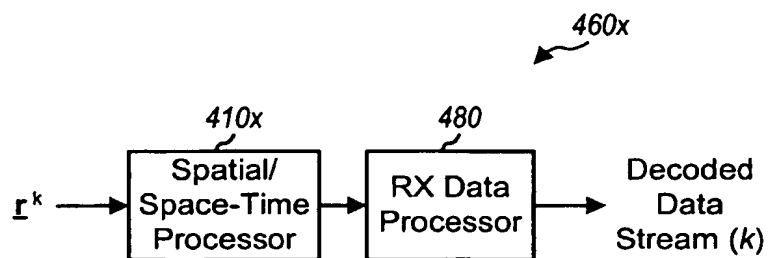 460x
410x
480
r k
Spatial/
Space-Time
Processor
RX Data
Processor
Decoded
Data
Stream (k)